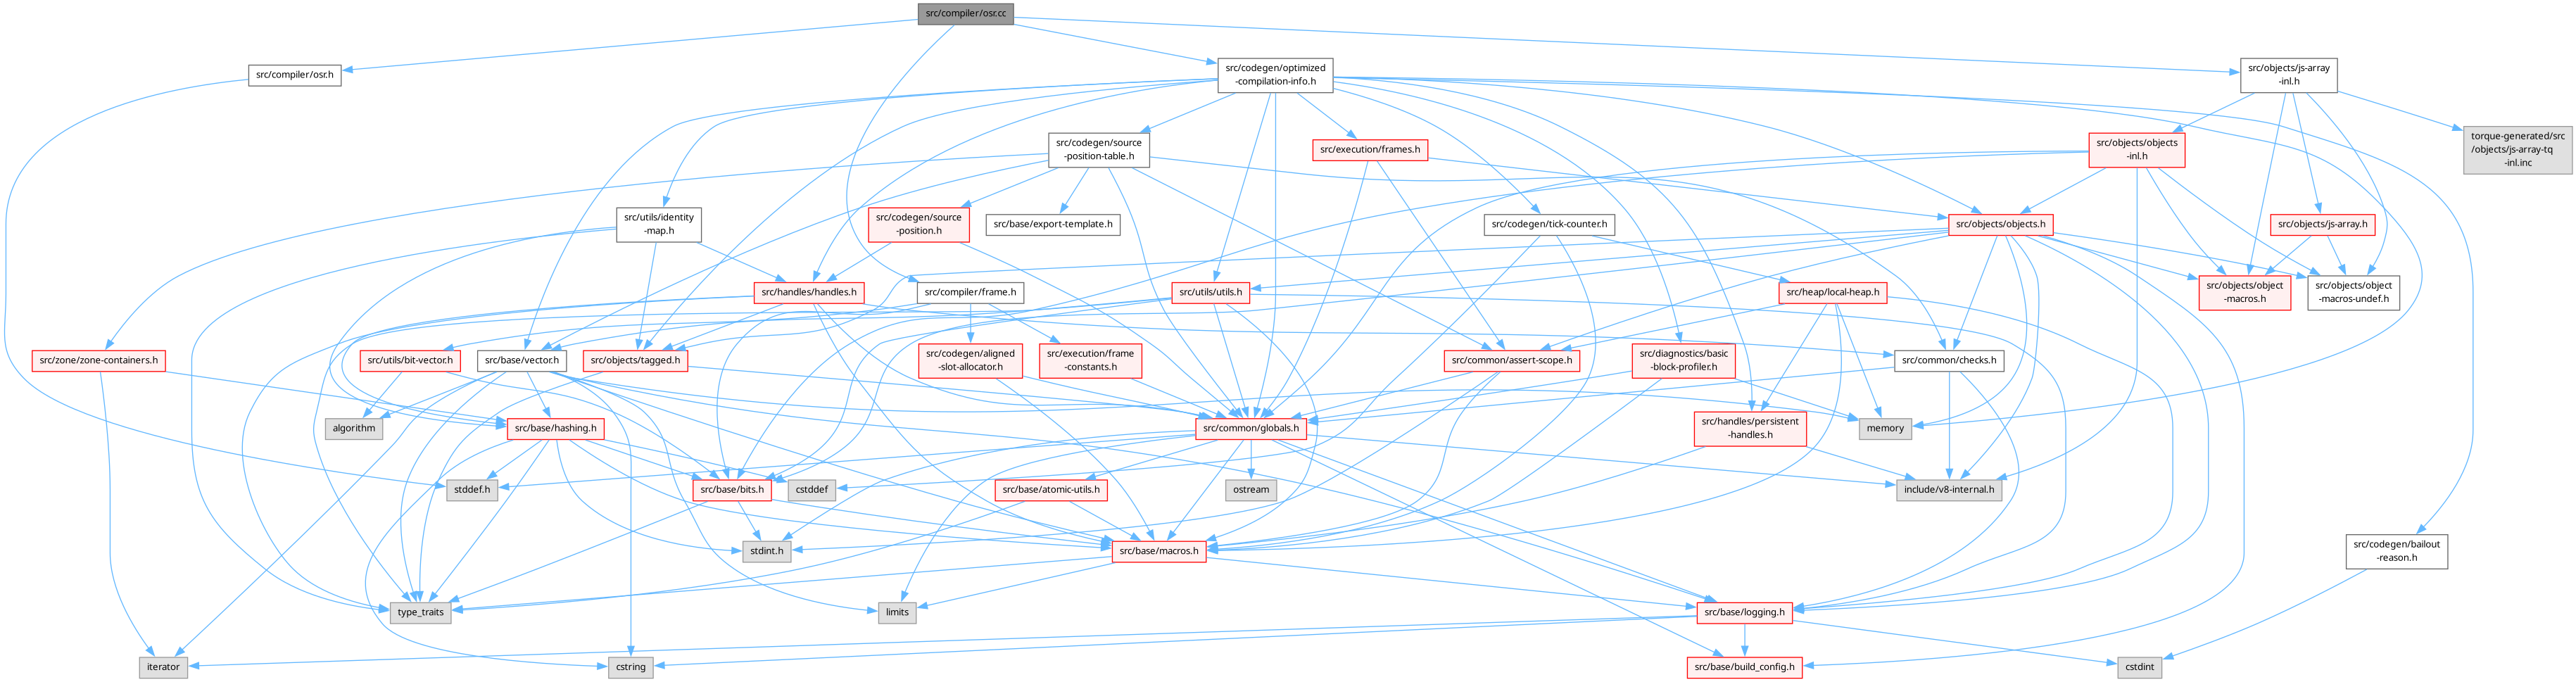 src/compiler/osr.cc
src/compiler/osr.h
src/codegen/optimized
-compilation-info.h
src/objects/js-array
-inl.h
src/codegen/source
-position-table.h
src/execution/frames.h
src/objects/objects
-inl.h
torque-generated/src
/objects/js-array-tq
-inl.inc
src/utils/identity
-map.h
src/codegen/source
-position.h
src/base/export-template.h
src/codegen/tick-counter.h
src/objects/objects.h
src/objects/js-array.h
src/handles/handles.h
src/compiler/frame.h
src/utils/utils.h
src/heap/local-heap.h
src/objects/object
-macros.h
src/objects/object
-macros-undef.h
src/zone/zone-containers.h
src/utils/bit-vector.h
src/base/vector.h
src/objects/tagged.h
src/codegen/aligned
-slot-allocator.h
src/execution/frame
-constants.h
src/common/assert-scope.h
src/diagnostics/basic
-block-profiler.h
src/common/checks.h
algorithm
src/base/hashing.h
src/common/globals.h
src/handles/persistent
-handles.h
memory
stddef.h
src/base/bits.h
cstddef
src/base/atomic-utils.h
ostream
include/v8-internal.h
stdint.h
src/base/macros.h
src/codegen/bailout
-reason.h
type_traits
limits
src/base/logging.h
iterator
cstring
src/base/build_config.h
cstdint